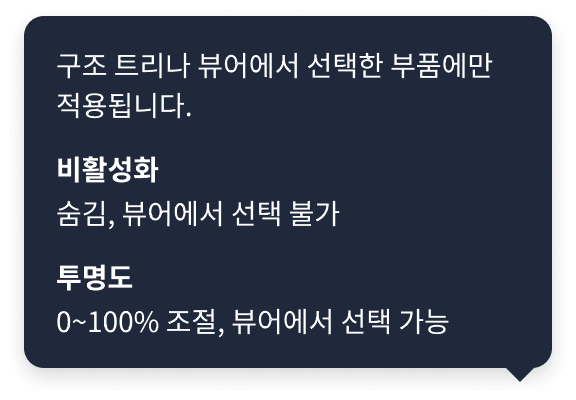 구조 트리나 뷰어에서 선택한 부품에만
적용됩니다.
비활성화
숨김, 뷰어에서 선택 불가
투명도
0~100% 조절, 뷰어에서 선택 가능